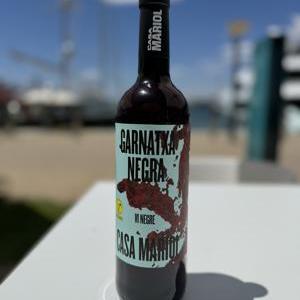 CASA
MARIOL
GARNATXA
NEGRA
VI NEGRE
CASA MARIOL